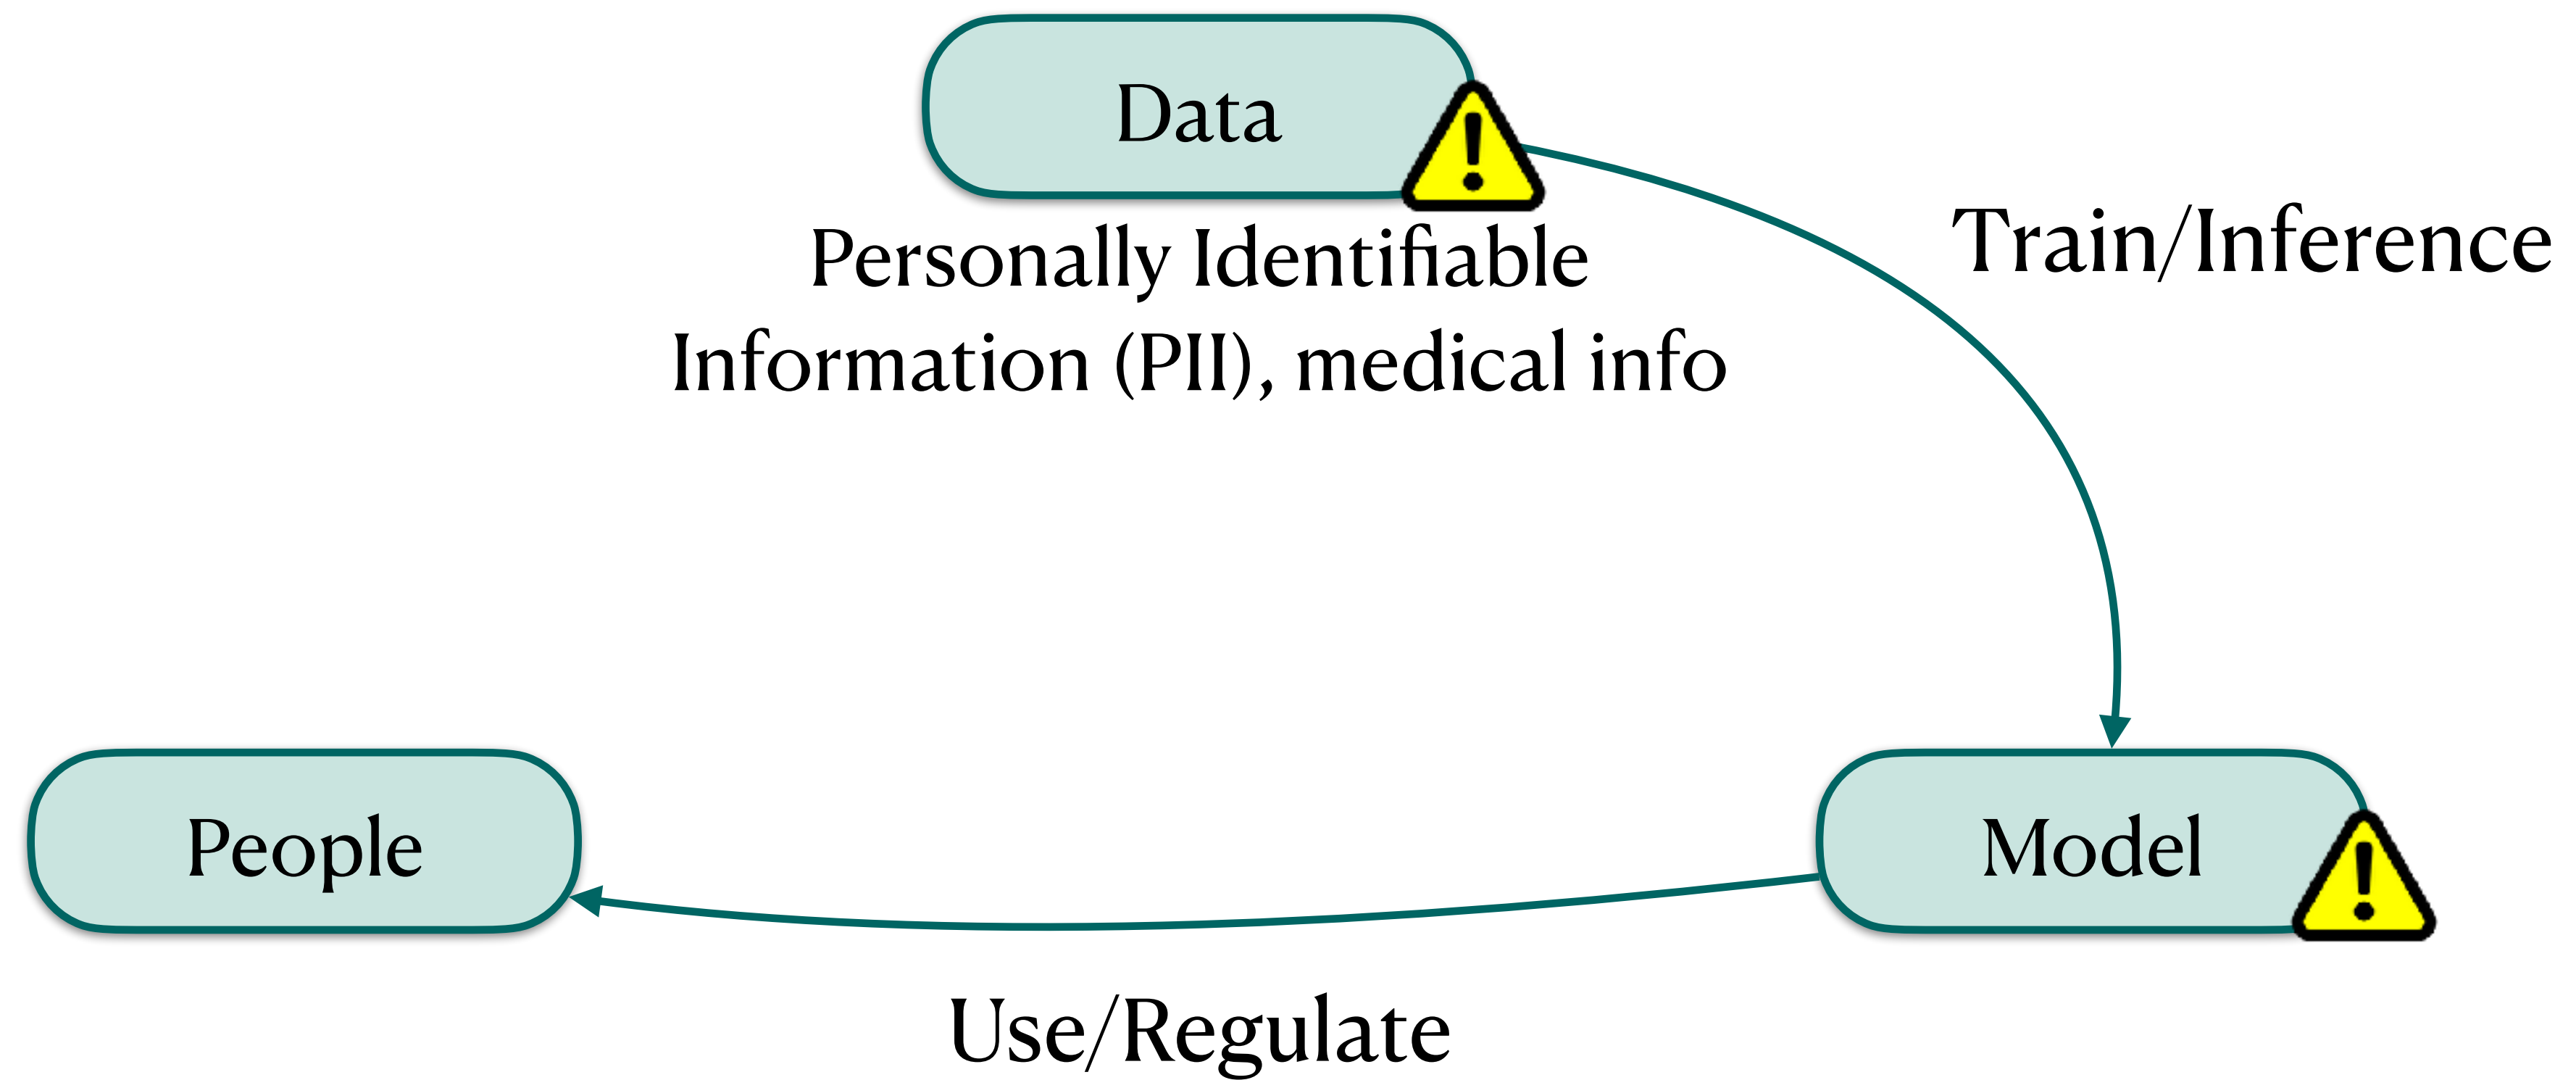 Data
Personally Identifiable
Information (PII), medical info
Train/Inference
People
Model
Use/Regulate